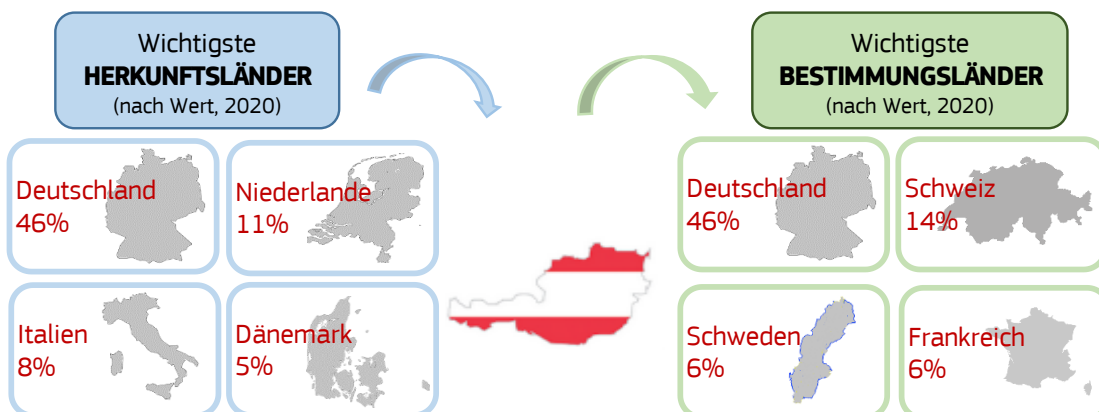 Wichtigste
HERKUNFTSLÄNDER
(nach Wert, 2020)
Wichtigste
BESTIMMUNGSLÄNDER
(nach Wert, 2020)
Deutschland
46%
Niederlande
11%
Italien
8%
Dänemark
5%
Deutschland
46%
Schweiz
14%
Schweden
6%
Frankreich
6%